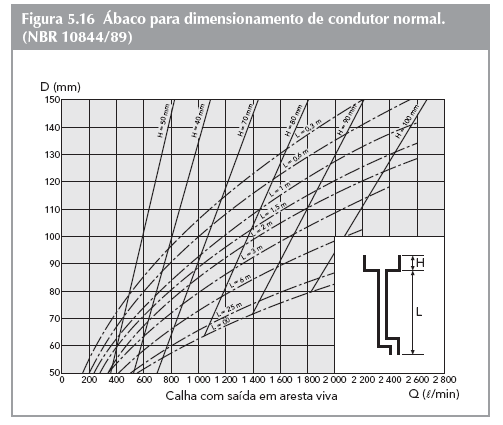 Figura 5.16 Ábaco para dimensionamento de condutor normal.
(NBR 10844/89)
D (mm)
150
140
130
120
110
100
90
80
70
60
50
H = 50 mm
H = 40 mm
H = 70 mm
H = 80 mm
H = 90 mm
H = 100 mm
L = 0,3 m
L = 0,6 m
L = 1 m
L = 1,5 m
L = 2 m
L = 3 m
L = 6 m
L = 25 m
L = 00
H
L
0 200 400 600 800 1 000 1 200 1 400 1 600 1 800 2 000 2 200 2 400 2 600 2 800
Calha com saída em aresta viva
Q (ℓ/min)